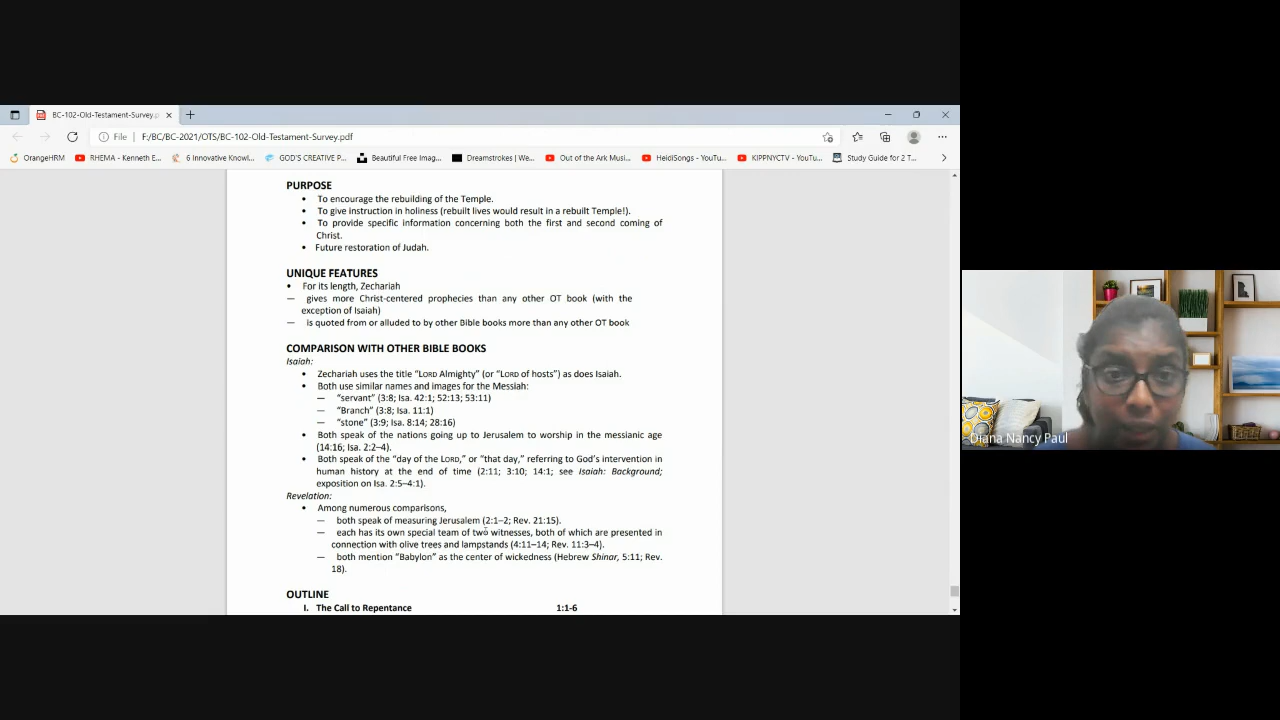 BC-102-Old-Testament-Survey.p
File F:/BC/BC-2021/OTS/BC-102-Old-Testament-Survey.pdf
OrangeHRM RHEMA - Kenneth E... 6 Innovative Knowl... GOD'S CREATIVE P... Beautiful Free Imag... Dreamstrokes | We... Out of the Ark Musi... HeidiSongs - YouTu... KIPPNYCTV - YouTu... Study Guide for 2 T...
PURPOSE
• To encourage the rebuilding of the Temple.
• To give instruction in holiness (rebuilt lives would result in a rebuilt Temple!).
• To provide specific information concerning both the first and second coming of
Christ.
• Future restoration of Judah.
UNIQUE FEATURES
• For its length, Zechariah
— gives more Christ-centered prophecies than any other OT book (with the
exception of Isaiah)
— is quoted from or alluded to by other Bible books more than any other OT book
COMPARISON WITH OTHER BIBLE BOOKS
Isaiah:
• Zechariah uses the title “LORD Almighty” (or “LORD of hosts”) as does Isaiah.
• Both use similar names and images for the Messiah:
— “servant” (3:8; Isa. 42:1; 52:13; 53:11)
— “Branch” (3:8; Isa. 11:1)
— “stone” (3:9; Isa. 8:14; 28:16)
• Both speak of the nations going up to Jerusalem to worship in the messianic age
(14:16; Isa. 2:2–4).
• Both speak of the “day of the LORD,” or “that day,” referring to God’s intervention in
human history at the end of time (2:11; 3:10; 14:1; see Isaiah: Background;
exposition on Isa. 2:5–4:1).
Revelation:
• Among numerous comparisons,
— both speak of measuring Jerusalem (2:1–2; Rev. 21:15).
— each has its own special team of two witnesses, both of which are presented in
connection with olive trees and lampstands (4:11–14; Rev. 11:3–4).
— both mention “Babylon” as the center of wickedness (Hebrew Shinar, 5:11; Rev.
18).
OUTLINE
I. The Call to Repentance 1:1-6
Diana Nancy Paul